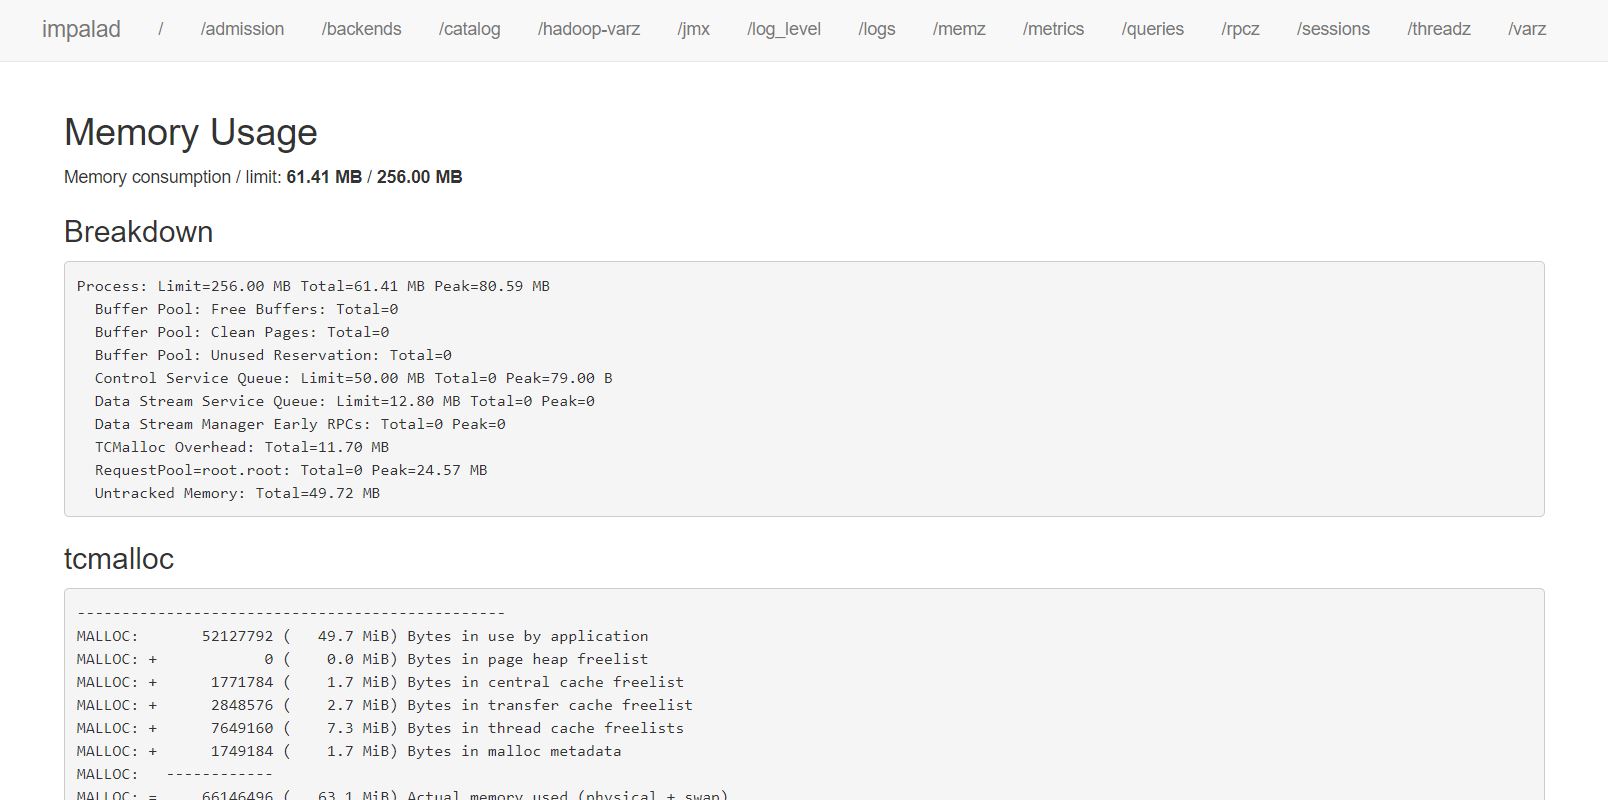 impalad / /admission /backends /catalog /hadoop-varz /jmx /log_level /logs /memz /metrics /queries /rpcz /sessions /threadz /varz
Memory Usage
Memory consumption / limit: 61.41 MB / 256.00 MB
Breakdown
Process: Limit=256.00 MB Total=61.41 MB Peak=80.59 MB
  Buffer Pool: Free Buffers: Total=0
  Buffer Pool: Clean Pages: Total=0
  Buffer Pool: Unused Reservation: Total=0
  Control Service Queue: Limit=50.00 MB Total=0 Peak=79.00 B
  Data Stream Service Queue: Limit=12.80 MB Total=0 Peak=0
  Data Stream Manager Early RPCs: Total=0 Peak=0
  TCMalloc Overhead: Total=11.70 MB
  RequestPool=root.root: Total=0 Peak=24.57 MB
  Untracked Memory: Total=49.72 MB
tcmalloc
------------------------------------------------
MALLOC:       52127792 (   49.7 MiB) Bytes in use by application
MALLOC: +            0 (    0.0 MiB) Bytes in page heap freelist
MALLOC: +      1771784 (    1.7 MiB) Bytes in central cache freelist
MALLOC: +      2848576 (    2.7 MiB) Bytes in transfer cache freelist
MALLOC: +      7649160 (    7.3 MiB) Bytes in thread cache freelists
MALLOC: +      1749184 (    1.7 MiB) Bytes in malloc metadata
MALLOC:   ------------
MALLOC: =     66146496 (   63.1 MiB) Actual memory used (physical + swap)